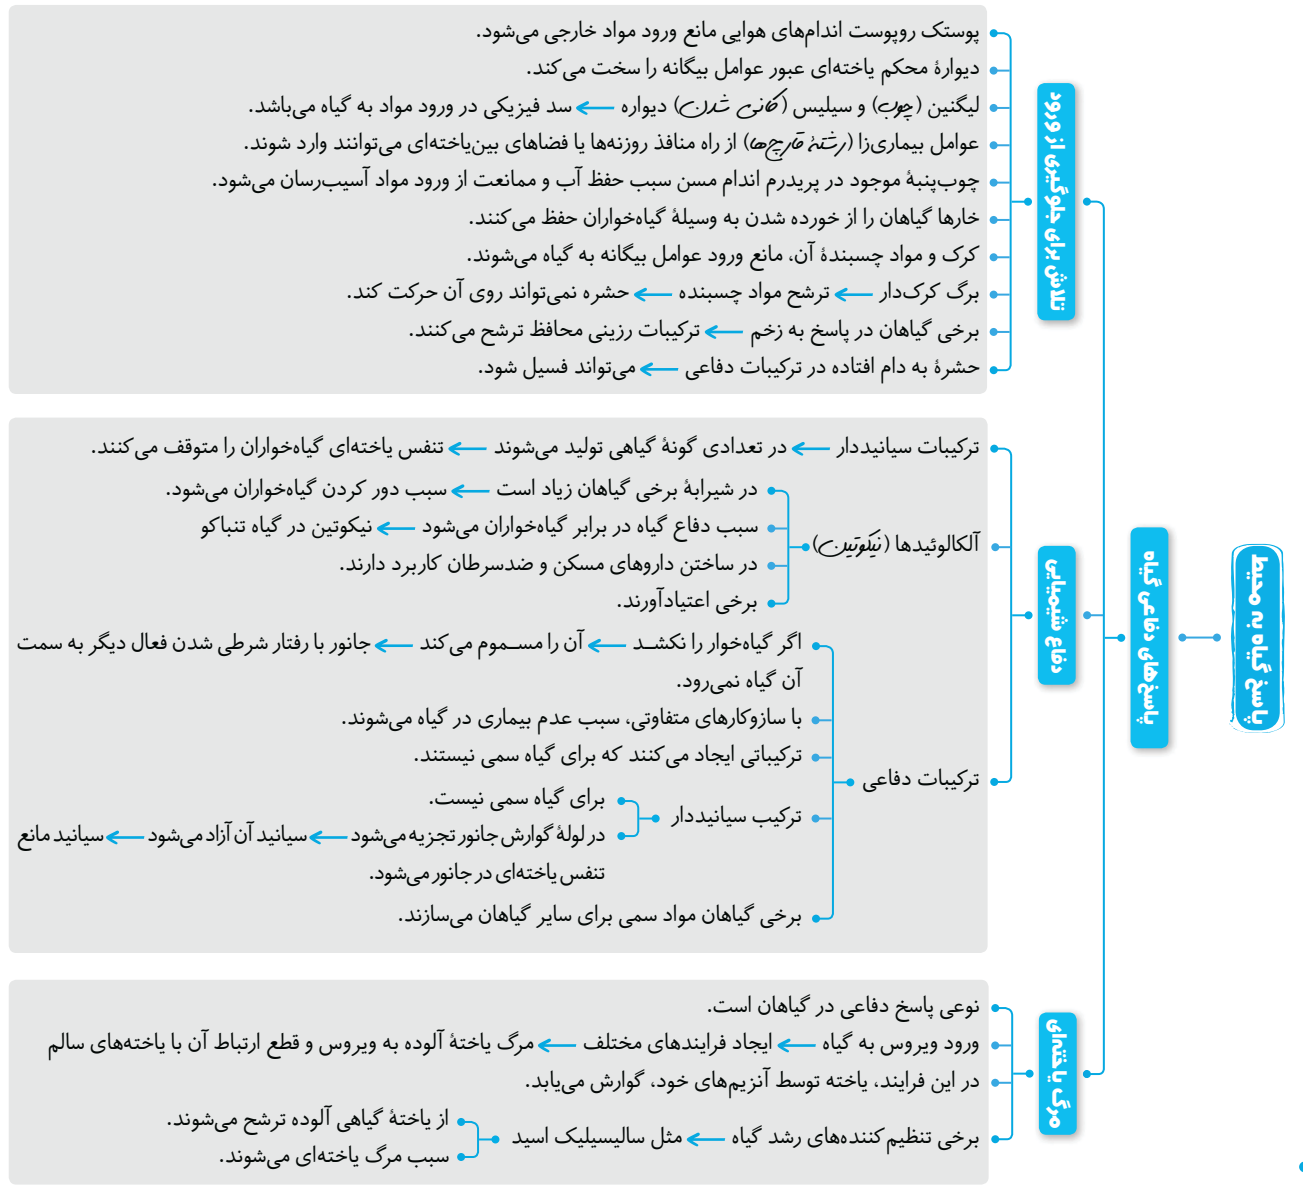 پاسخ گیاه به محیط
پاسخ‌های دفاعی گیاه
تلاش برای جلوگیری از ورود
پوستک روپوست اندام‌های هوایی مانع ورود مواد خارجی می‌شود.
دیوارهٔ محکم یاخته‌ای عبور عوامل بیگانه را سخت می‌کند.
لیگنین (چوب) و سیلیس (کانی شدن) دیواره ← سد فیزیکی در ورود مواد به گیاه می‌باشد.
عوامل بیماری‌زا (رشتهٔ قارچ‌ها) از راه منافذ روزنه‌ها یا فضاهای بین‌یاخته‌ای می‌توانند وارد شوند.
چوب‌پنبهٔ موجود در پریدرم اندام مسن سبب حفظ آب و ممانعت از ورود مواد آسیب‌رسان می‌شود.
خارها گیاهان را از خورده شدن به وسیلهٔ گیاه‌خواران حفظ می‌کنند.
کرک و مواد چسبندهٔ آن، مانع ورود عوامل بیگانه به گیاه می‌شوند.
برگ کرک‌دار ← ترشح مواد چسبنده ← حشره نمی‌تواند روی آن حرکت کند.
برخی گیاهان در پاسخ به زخم ← ترکیبات رزینی محافظ ترشح می‌کنند.
حشرهٔ به دام افتاده در ترکیبات دفاعی ← می‌تواند فسیل شود.
دفاع شیمیایی
ترکیبات سیانیددار ← در تعدادی گونهٔ گیاهی تولید می‌شوند ← تنفس یاخته‌ای گیاه‌خواران را متوقف می‌کنند.
آلکالوئیدها (نیکوتین)
در شیرابهٔ برخی گیاهان زیاد است ← سبب دور کردن گیاه‌خواران می‌شود.
سبب دفاع گیاه در برابر گیاه‌خواران می‌شود ← نیکوتین در گیاه تنباکو
در ساختن داروهای مسکن و ضدسرطان کاربرد دارند.
برخی اعتیادآورند.
ترکیبات دفاعی
اگر گیاه‌خوار را نکشد ← آن را مسموم می‌کند ← جانور با رفتار شرطی شدن فعال دیگر به سمت
آن گیاه نمی‌رود.
با سازوکارهای متفاوتی، سبب عدم بیماری در گیاه می‌شوند.
ترکیباتی ایجاد می‌کنند که برای گیاه سمی نیستند.
ترکیب سیانیددار
برای گیاه سمی نیست.
در لولهٔ گوارش جانور تجزیه می‌شود ← سیانید آن آزاد می‌شود ← سیانید مانع
تنفس یاخته‌ای در جانور می‌شود.
برخی گیاهان مواد سمی برای سایر گیاهان می‌سازند.
مرگ یاخته‌ای
نوعی پاسخ دفاعی در گیاهان است.
ورود ویروس به گیاه ← ایجاد فرایندهای مختلف ← مرگ یاختهٔ آلوده به ویروس و قطع ارتباط آن با یاخته‌های سالم
در این فرایند، یاخته توسط آنزیم‌های خود، گوارش می‌یابد.
برخی تنظیم‌کننده‌های رشد گیاه ← مثل سالیسیلیک اسید
از یاختهٔ گیاهی آلوده ترشح می‌شوند.
سبب مرگ یاخته‌ای می‌شوند.